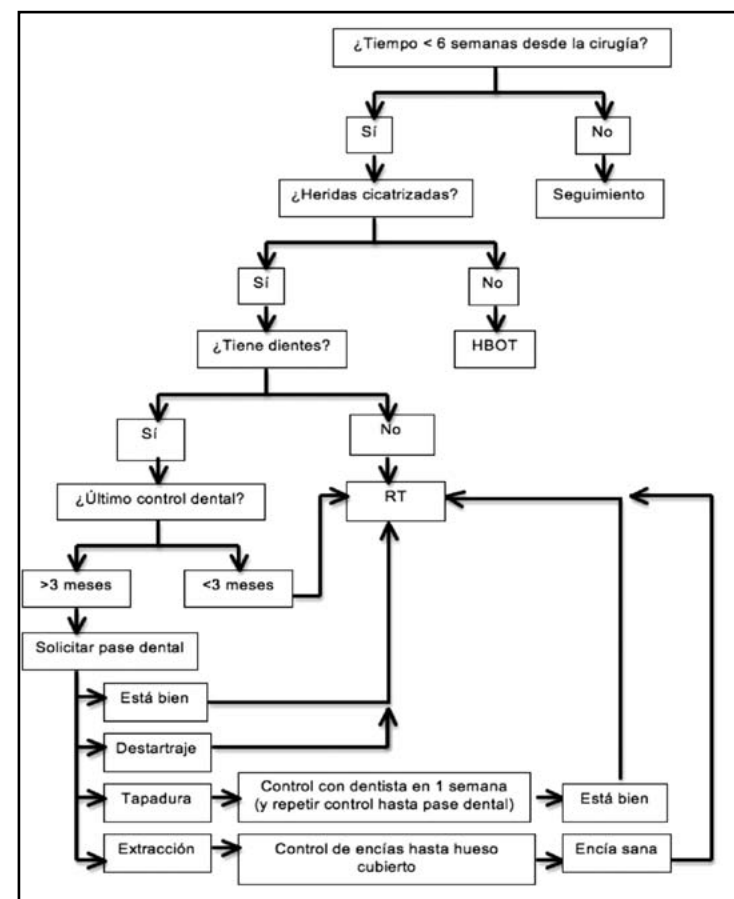 ¿Tiempo < 6 semanas desde la cirugía?
Sí
No
¿Heridas cicatrizadas?
Seguimiento
Sí
No
¿Tiene dientes?
HBOT
Sí
No
¿Último control dental?
RT
>3 meses
<3 meses
Solicitar pase dental
Está bien
Destartraje
Tapadura
Control con dentista en 1 semana
(y repetir control hasta pase dental)
Está bien
Extracción
Control de encías hasta hueso
cubierto
Encía sana